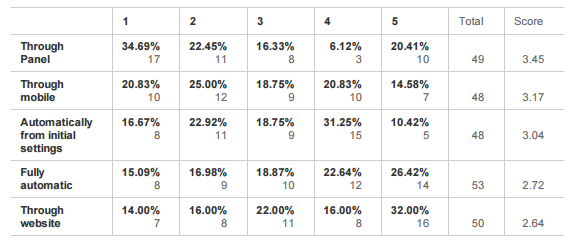 1 2 3 4 5 Total Score
Through Panel 34.69% 22.45% 16.33% 6.12% 20.41%
17 11 8 3 10 49 3.45
Through mobile 20.83% 25.00% 18.75% 20.83% 14.58%
10 12 9 10 7 48 3.17
Automatically from initial settings 16.67% 22.92% 18.75% 31.25% 10.42%
8 11 9 15 5 48 3.04
Fully automatic 15.09% 16.98% 18.87% 22.64% 26.42%
8 9 10 12 14 53 2.72
Through website 14.00% 16.00% 22.00% 16.00% 32.00%
7 8 11 8 16 50 2.64